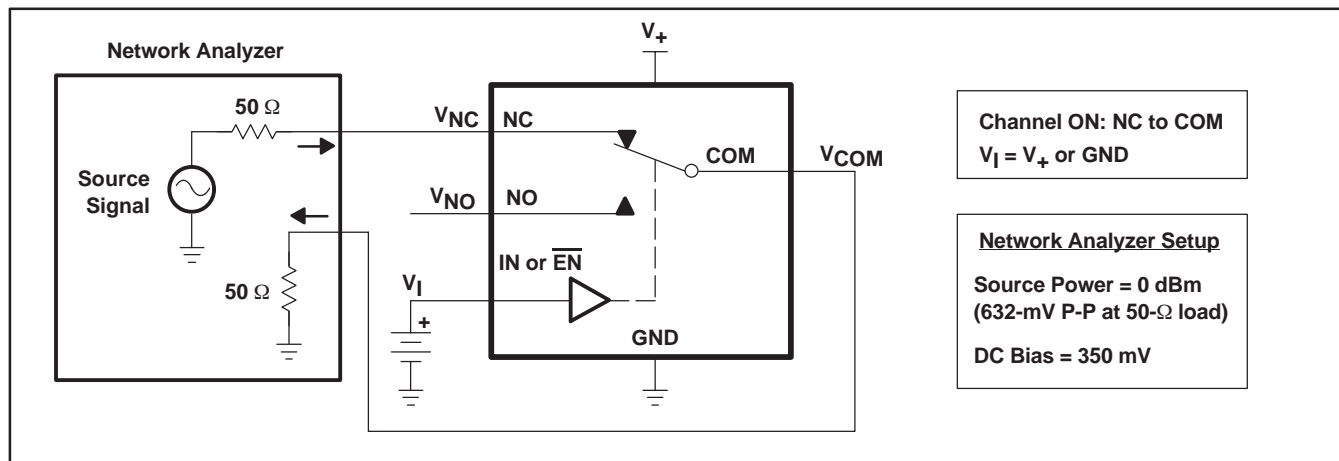 V+
Network Analyzer
50 Ω
VNC
NC
Source
Signal
COM
VCOM
VNO
NO
50 Ω
VI
IN or E̅N̅
+
GND
Channel ON: NC to COM
VI = V+ or GND
Network Analyzer Setup
Source Power = 0 dBm
(632-mV P-P at 50-Ω load)
DC Bias = 350 mV